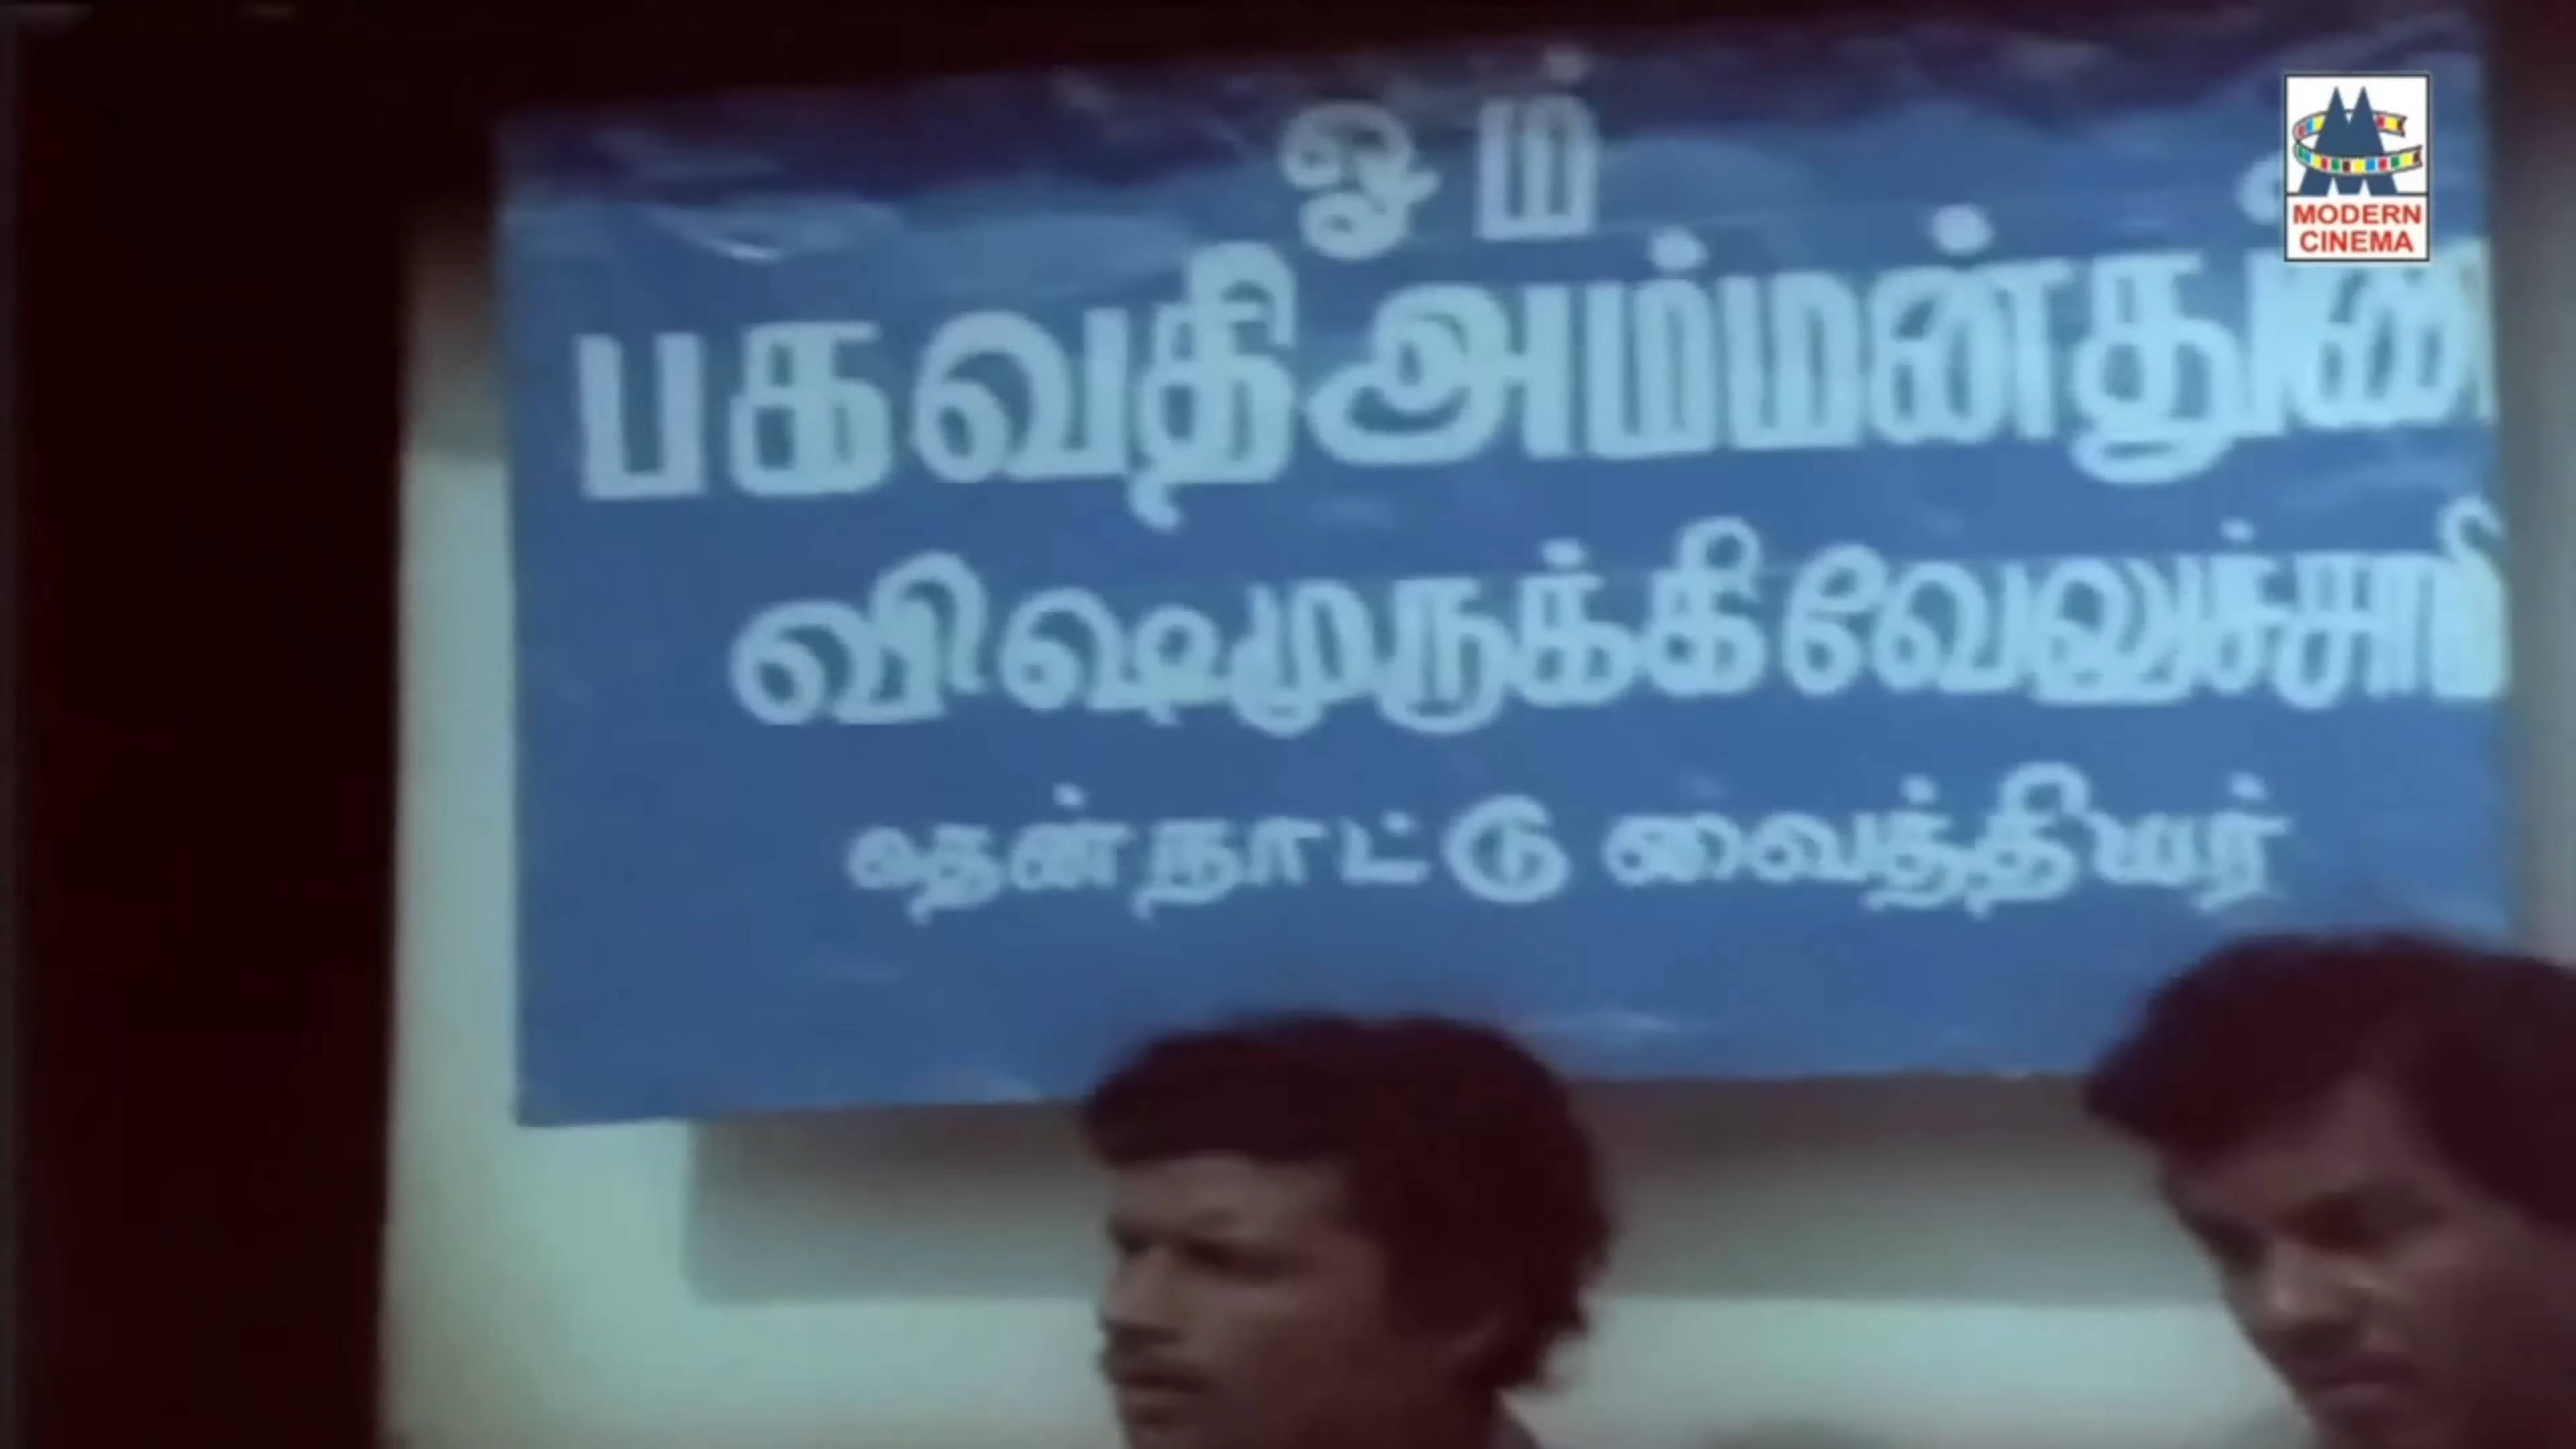 ஓம்
பகவதி அம்மன் துணை
விஷமுருக்கி வேலுச்சாமி
தென்நாட்டு வைத்தியர்
MODERN
CINEMA